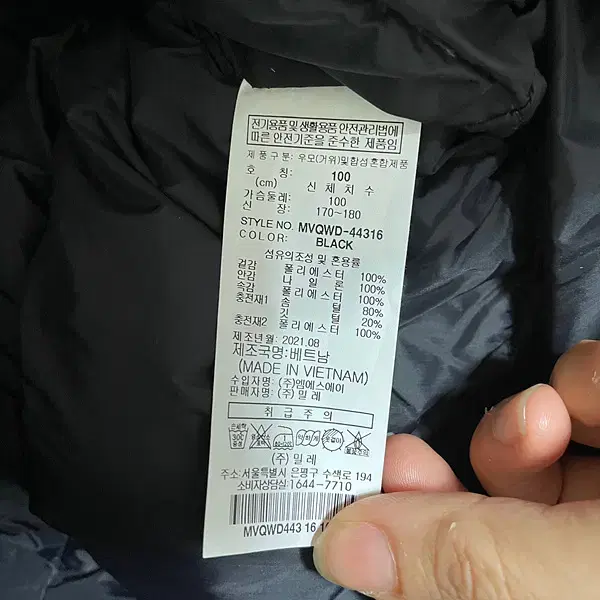 전기용품및생활용품 안전관리법에
따른 안전기준을 준수한 제품임
제품구분: 우모(거위)및합섬혼합제품
호 칭: 100
(cm) 신체치수
가슴둘레: 100
신 장: 170~180
STYLE NO. MVQWD-44316
COLOR: BLACK
섬유의조성 및 혼용률
겉감 폴리에스터 100%
안감 나 일 론 100%
속감 폴리에스터 100%
충전재1 솜 털 80%
깃 털 20%
충전재2 폴리에스터 100%
제조년월: 2021.08
제조국명: 베트남
(MADE IN VIETNAM)
수입자명: (주)엠에스에이
판매자명: (주)밀 레
취급주의
(주) 밀레
주소:서울특별시 은평구 수색로 194
소비자상담실:1644-7710
MVQWD443 16